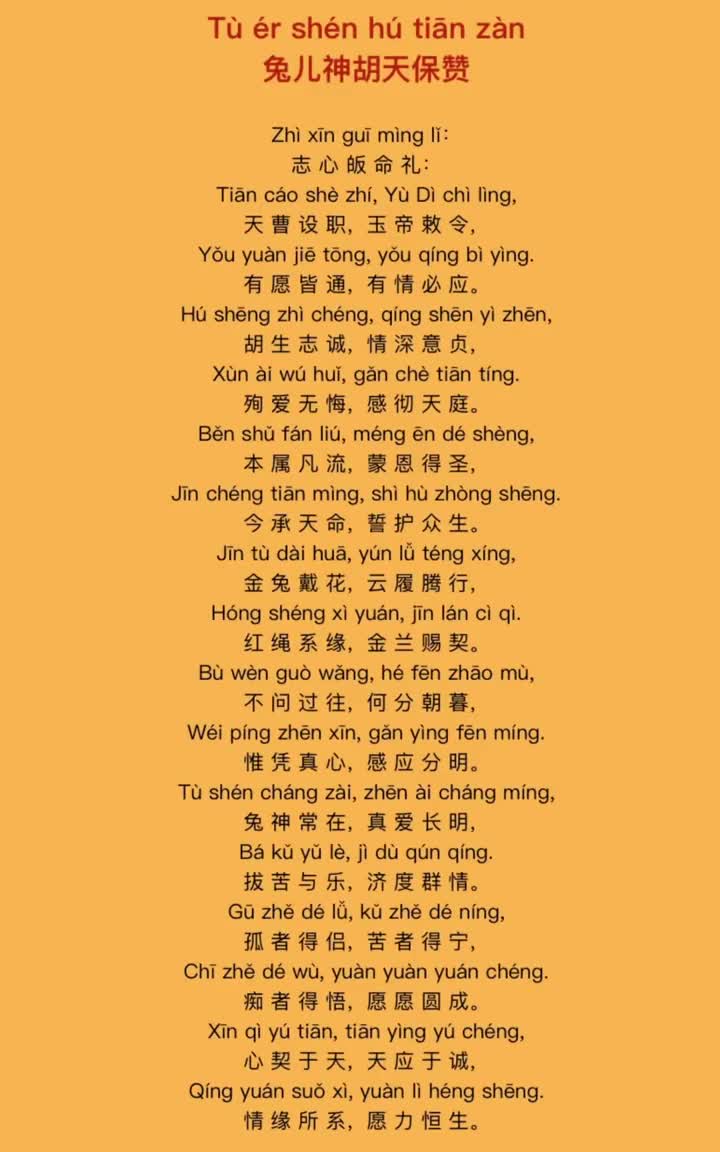 Tù ér shén hú tiān zàn
兔儿神胡天保赞
Zhì xīn guī mìng lǐ:
志心皈命礼:
Tiān cáo shè zhí, Yù Dì chì lìng,
天曹设职，玉帝敕令，
Yǒu yuàn jiē tōng, yǒu qíng bì yìng.
有愿皆通，有情必应。
Hú shēng zhì chéng, qíng shēn yì zhēn,
胡生志诚，情深意贞，
Xùn ài wú huǐ, gǎn chè tiān tíng.
殉爱无悔，感彻天庭。
Běn shǔ fán liú, méng ēn dé shèng,
本属凡流，蒙恩得圣，
Jīn chéng tiān mìng, shì hù zhòng shēng.
今承天命，誓护众生。
Jīn tù dài huā, yún lǚ téng xíng,
金兔戴花，云履腾行，
Hóng shéng xì yuán, jīn lán cì qì.
红绳系缘，金兰赐契。
Bù wèn guò wǎng, hé fēn zhāo mù,
不问过往，何分朝暮，
Wéi píng zhēn xīn, gǎn yìng fēn míng.
惟凭真心，感应分明。
Tù shén cháng zài, zhēn ài cháng míng,
兔神常在，真爱长明，
Bá kǔ yǔ lè, jì dù qún qíng.
拔苦与乐，济度群情。
Gū zhě dé lǚ, kǔ zhě dé níng,
孤者得侣，苦者得宁，
Chī zhě dé wù, yuàn yuàn yuán chéng.
痴者得悟，愿愿圆成。
Xīn qì yú tiān, tiān yìng yú chéng,
心契于天，天应于诚，
Qíng yuán suǒ xì, yuàn lì héng shēng.
情缘所系，愿力恒生。